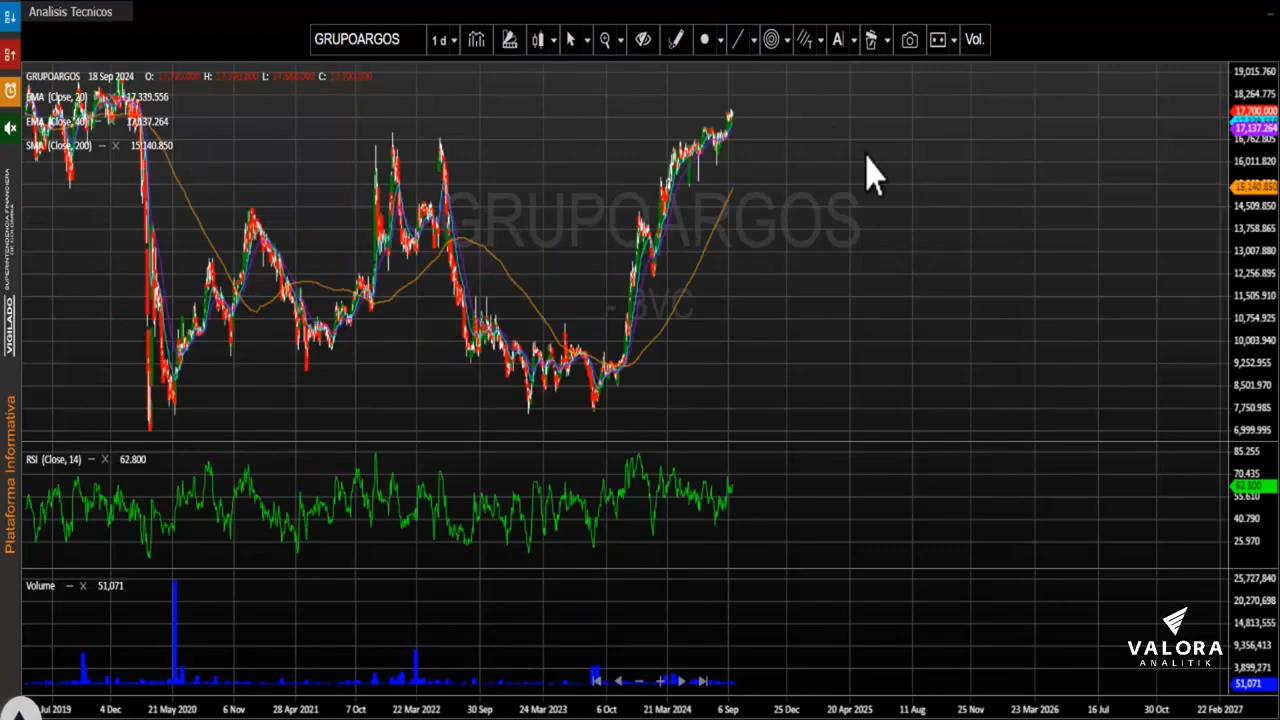 Analisis Tecnicos
GRUPOARGOS 1 d Vol.
GRUPOARGOS 18 Sep 2024 O: H: L: C: 17,700.000
EMA (Close, 20) 17,339.556
EMA (Close, 40) 17,137.264
SMA (Close, 200) 15,140.850
GRUPOARGOS
- BVC
19,015.760
18,264.775
17,700.000
17,137.264
16,762.805
16,011.820
15,140.850
14,509.850
13,758.865
13,007.880
12,256.895
11,505.910
10,754.925
10,003.940
9,252.955
8,501.970
7,750.985
6,999.995
RSI (Close, 14) 62.800
85.255
70.435
62.800
55.610
40.790
25.970
Volume 51,071
25,727,840
20,270,698
14,813,555
9,356,413
3,899,271
51,071
Jul 2019 4 Dec 21 May 2020 6 Nov 28 Apr 2021 7 Oct 22 Mar 2022 30 Sep 24 Mar 2023 6 Oct 21 Mar 2024 6 Sep 25 Dec 20 Apr 2025 11 Aug 25 Nov 23 Mar 2026 16 Jul 30 Oct 22 Feb 2027
VIGILADO
SUPERINTENDENCIA FINANCIERA
DE COLOMBIA
Plataforma Informativa
VALORA
ANALITIK